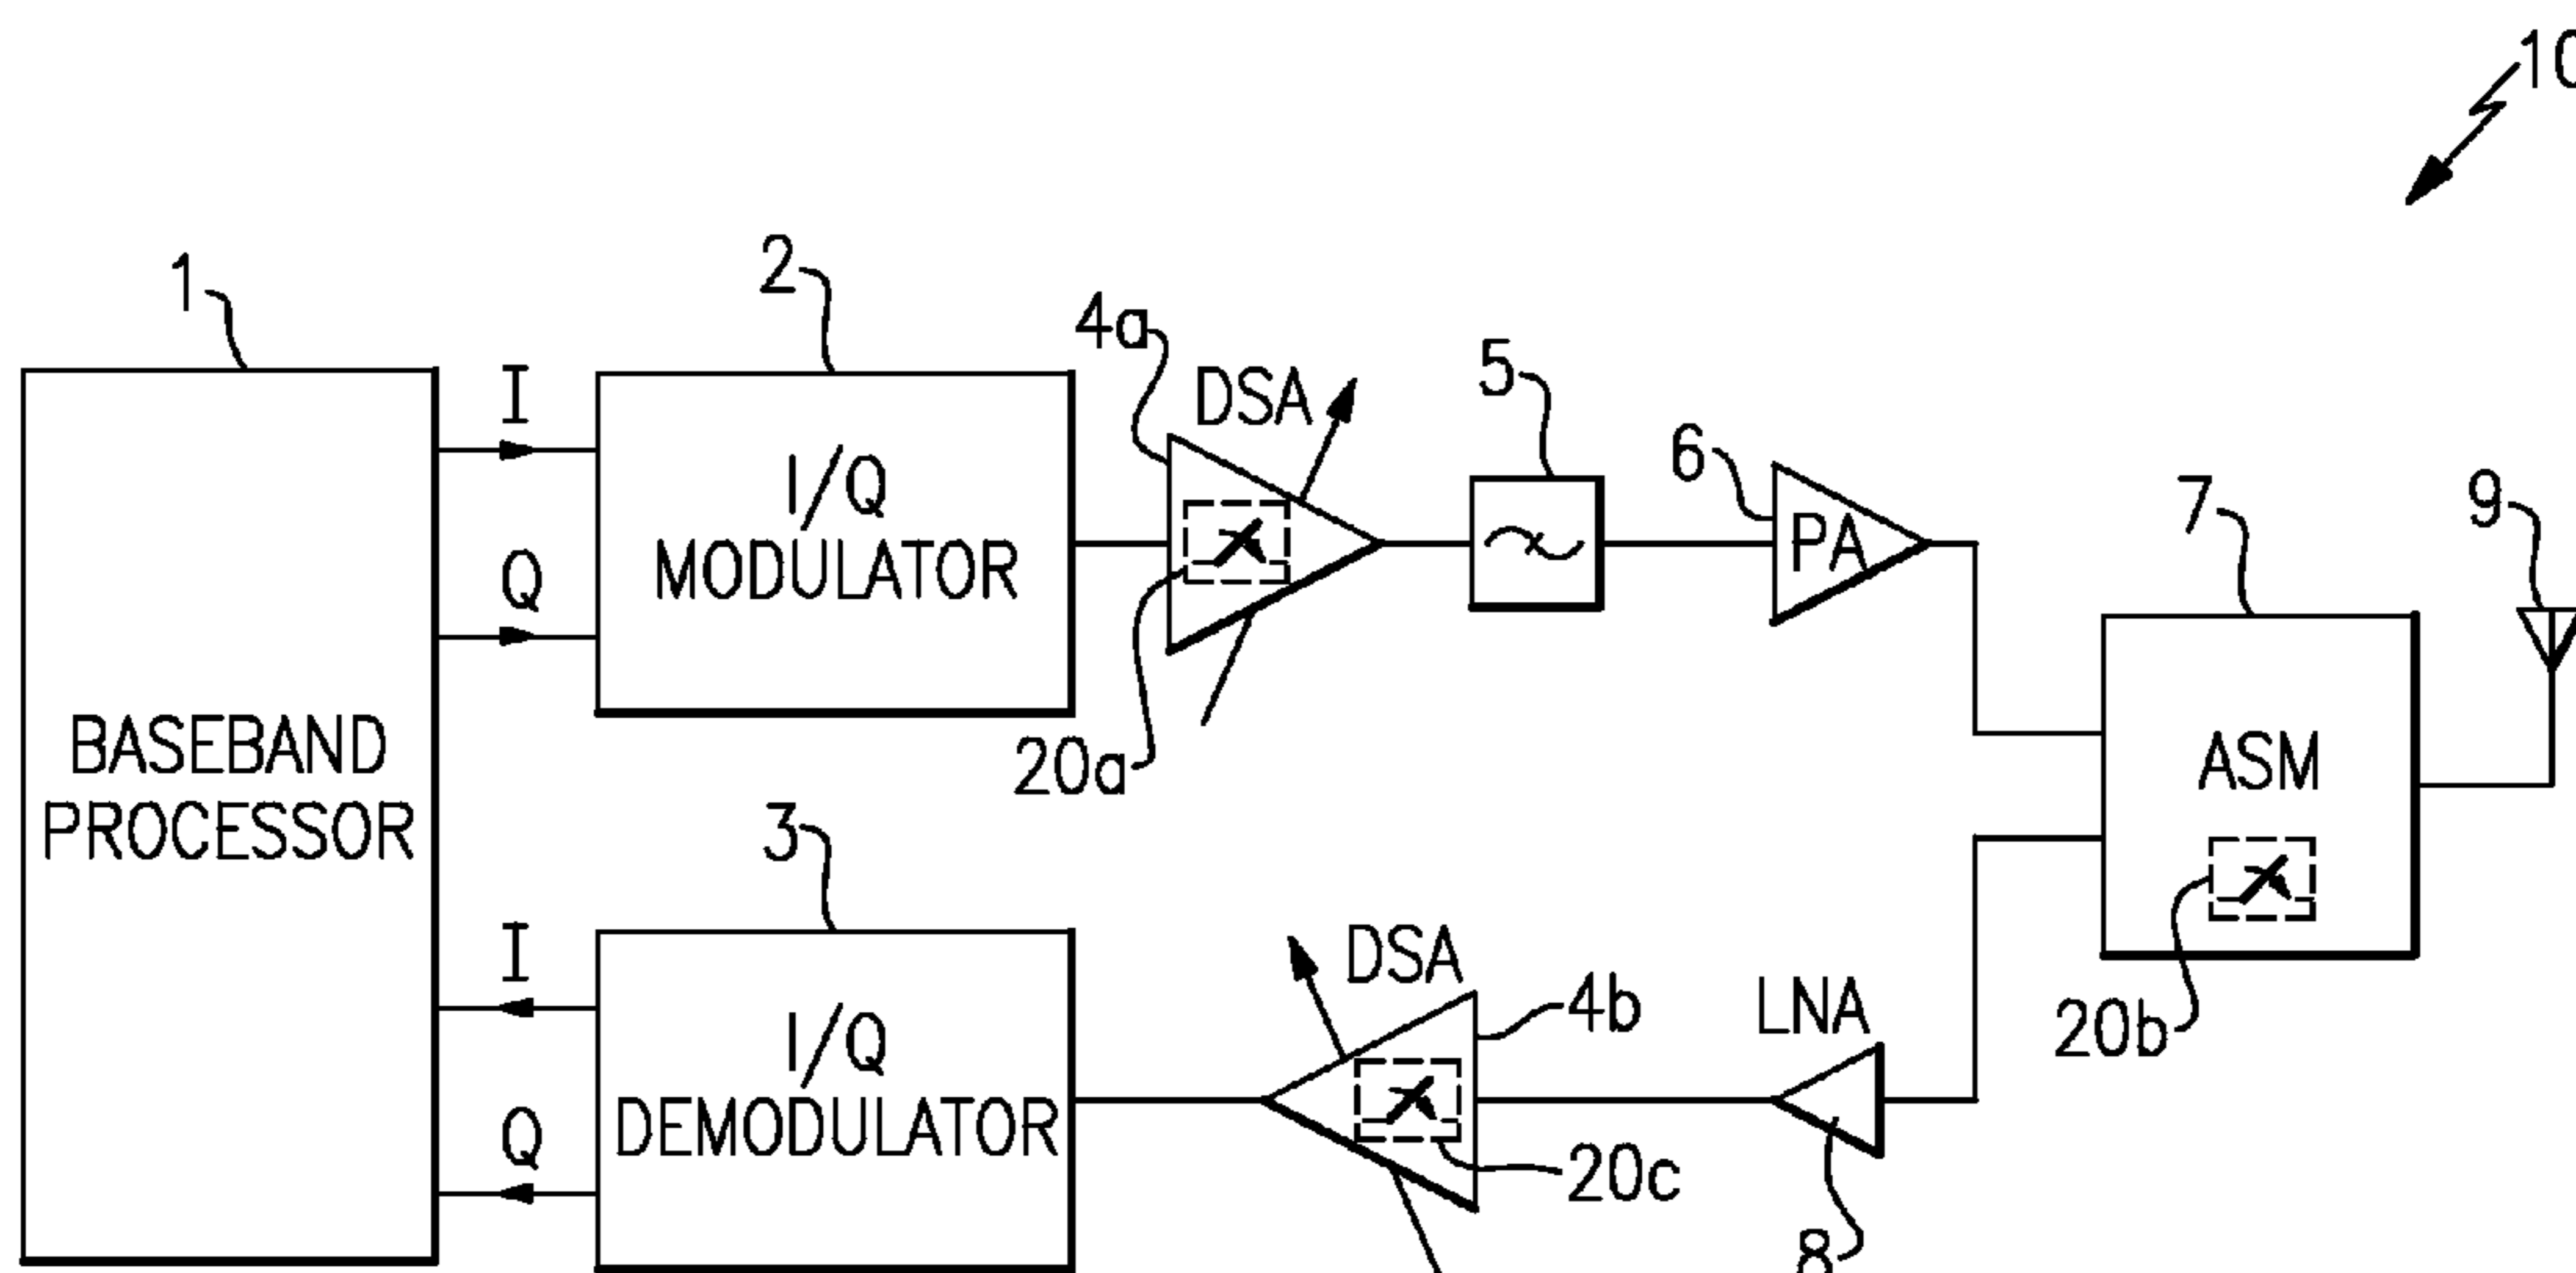 10
1
2
4a
DSA
5
6
7
9
I
Q
I/Q
MODULATOR
PA
20a
BASEBAND
PROCESSOR
ASM
3
20b
I
Q
I/Q
DEMODULATOR
DSA
4b
LNA
20c
8